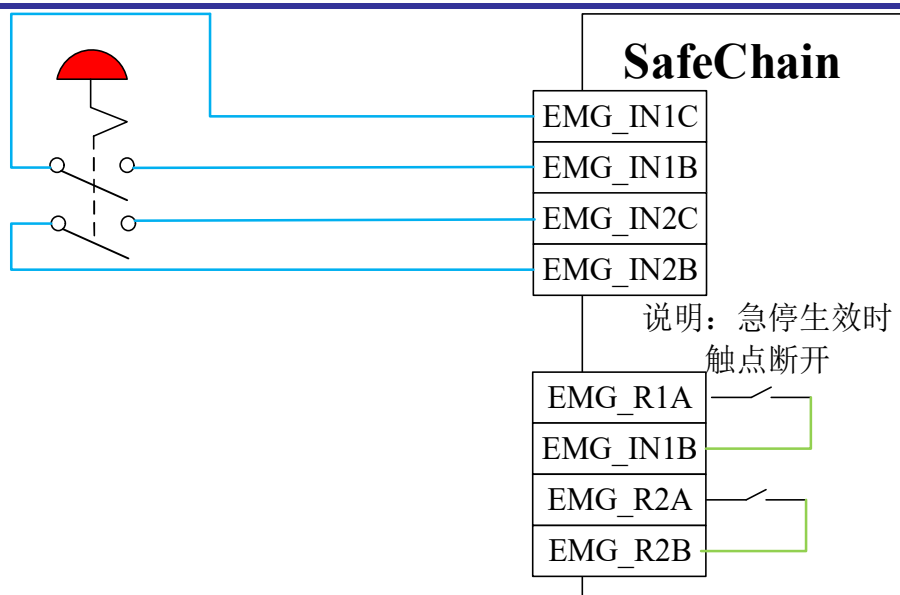 SafeChain
EMG_IN1C
EMG_IN1B
EMG_IN2C
EMG_IN2B
说明：急停生效时
触点断开
EMG_R1A
EMG_IN1B
EMG_R2A
EMG_R2B